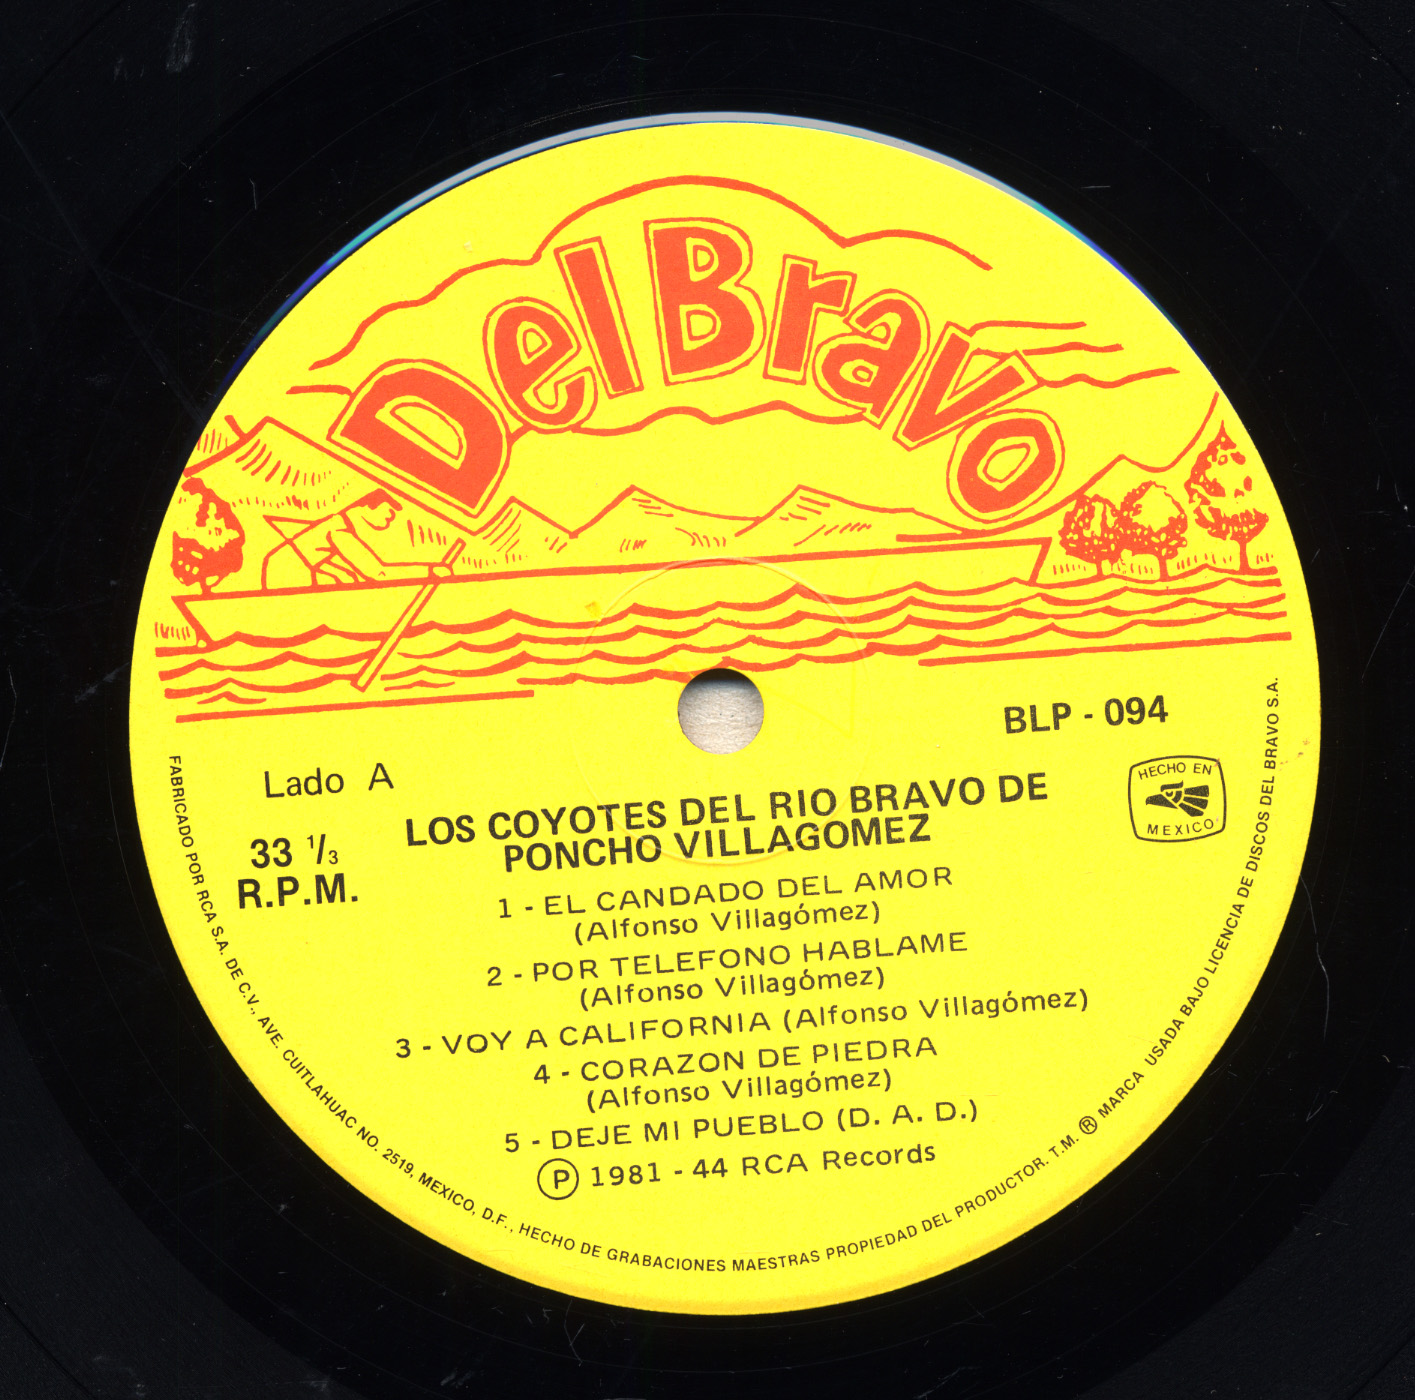 Del Bravo
BLP - 094
Lado A
HECHO EN
MEXICO
33 1/3
R.P.M.
LOS COYOTES DEL RIO BRAVO DE
PONCHO VILLAGOMEZ
1 - EL CANDADO DEL AMOR
(Alfonso Villagómez)
2 - POR TELEFONO HABLAME
(Alfonso Villagómez)
3 - VOY A CALIFORNIA (Alfonso Villagómez)
4 - CORAZON DE PIEDRA
(Alfonso Villagómez)
5 - DEJE MI PUEBLO (D. A. D.)
Ⓟ 1981 - 44 RCA Records
FABRICADO POR RCA S.A. DE C.V., AVE. CUITLAHUAC NO. 2519, MEXICO, D.F., HECHO DE GRABACIONES MAESTRAS PROPIEDAD DEL PRODUCTOR. T.M. ® MARCA USADA BAJO LICENCIA DE DISCOS DEL BRAVO S.A.